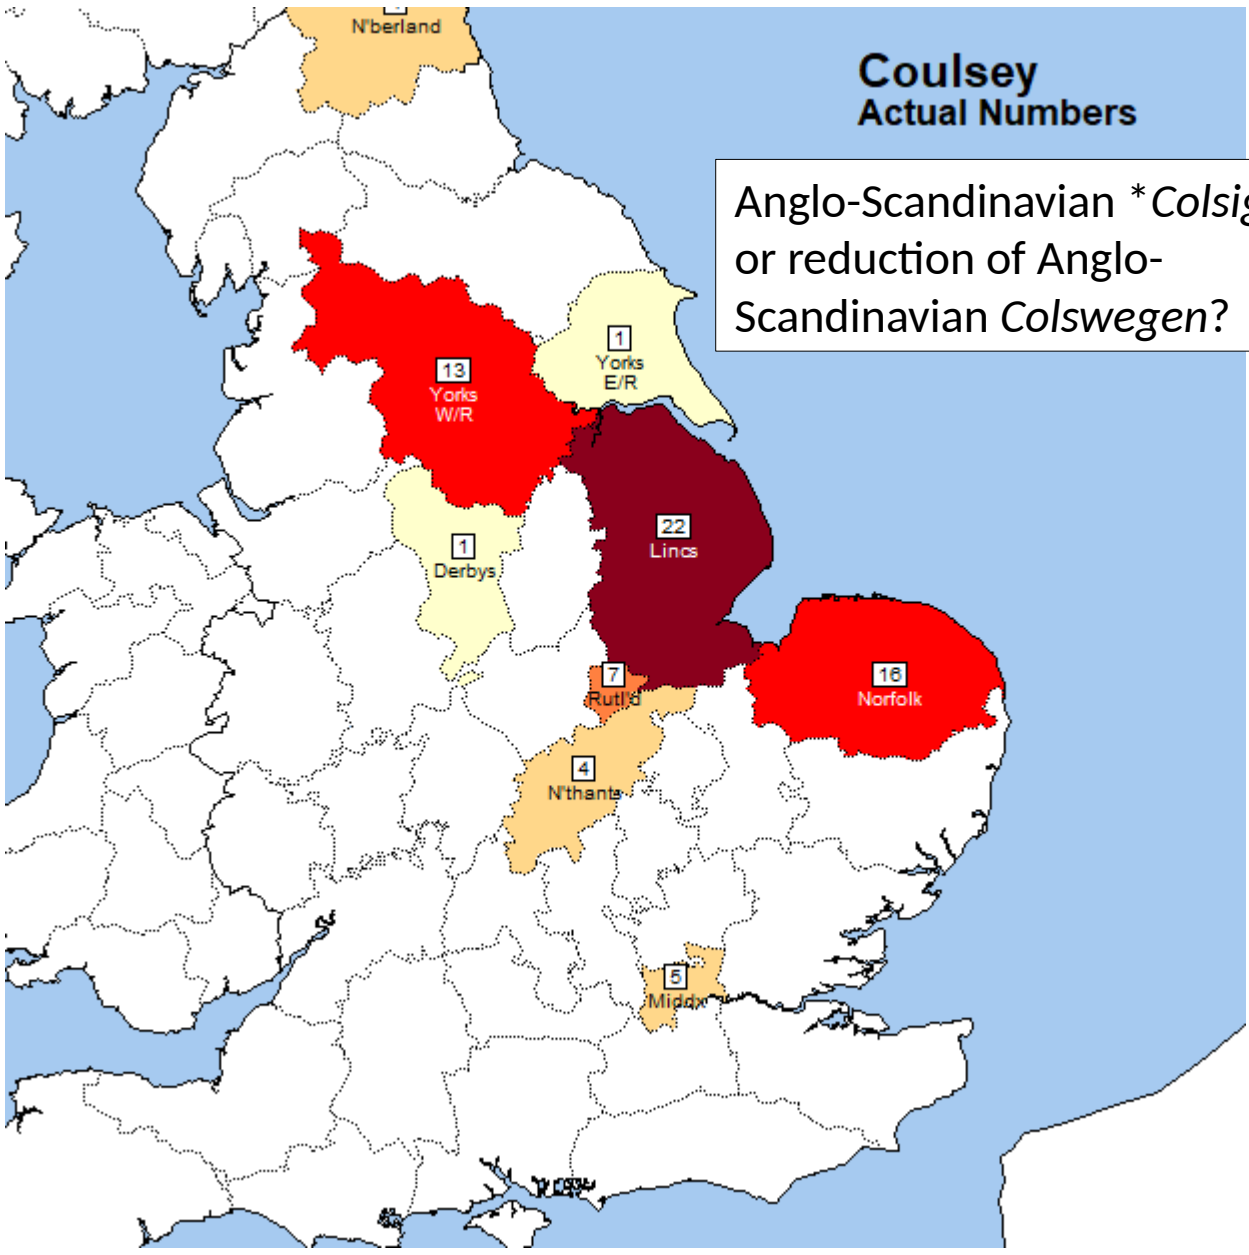 N'berland
Coulsey
Actual Numbers
Anglo-Scandinavian *
or reduction of Anglo-
Scandinavian Colswegen?
1
Yorks
E/R
13
Yorks
W/R
22
Lincs
1
Derbys
7
Rutl'd
16
Norfolk
4
N'thants
5
Middx